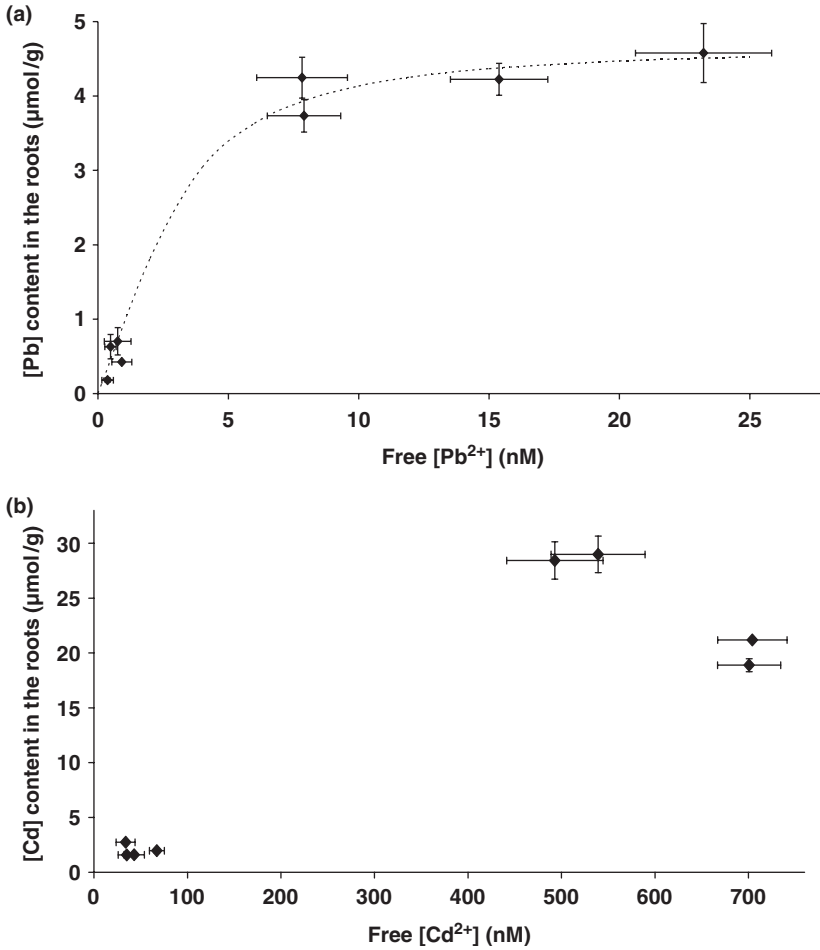 (a)
[Pb] content in the roots (µmol/g)
5
4
3
2
1
0
0 5 10 15 20 25
Free [Pb²⁺] (nM)
(b)
[Cd] content in the roots (µmol/g)
30
25
20
15
10
5
0
0 100 200 300 400 500 600 700
Free [Cd²⁺] (nM)